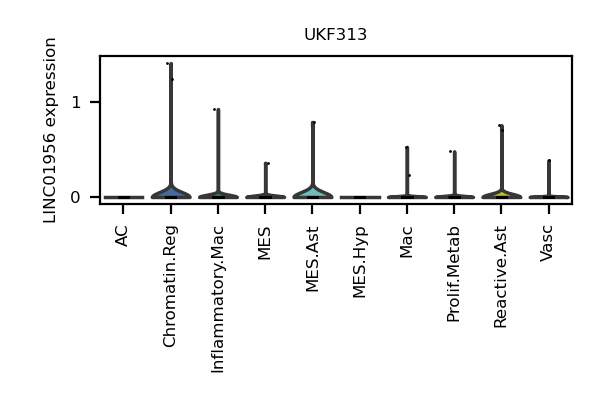 UKF313
LINC01956 expression
1
0
AC
Chromatin.Reg
Inflammatory.Mac
MES
MES.Ast
MES.Hyp
Mac
Prolif.Metab
Reactive.Ast
Vasc